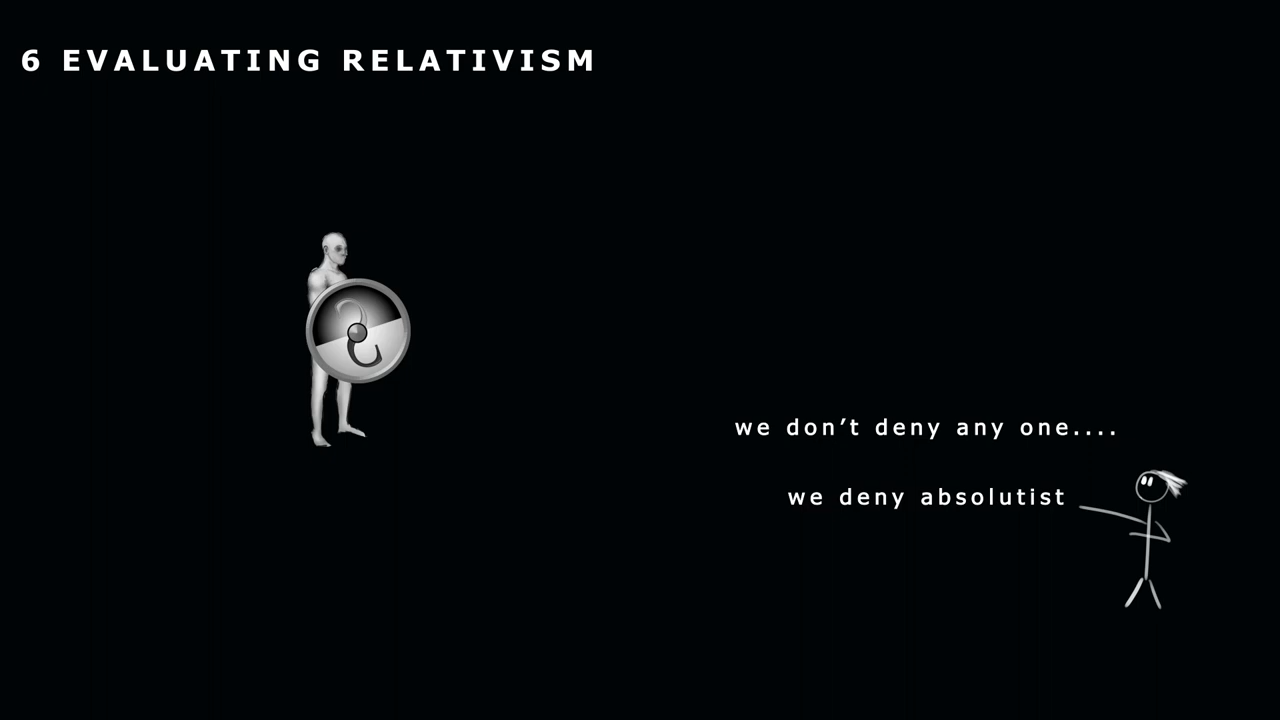 6 EVALUATING RELATIVISM
we don’t deny any one....
we deny absolutist